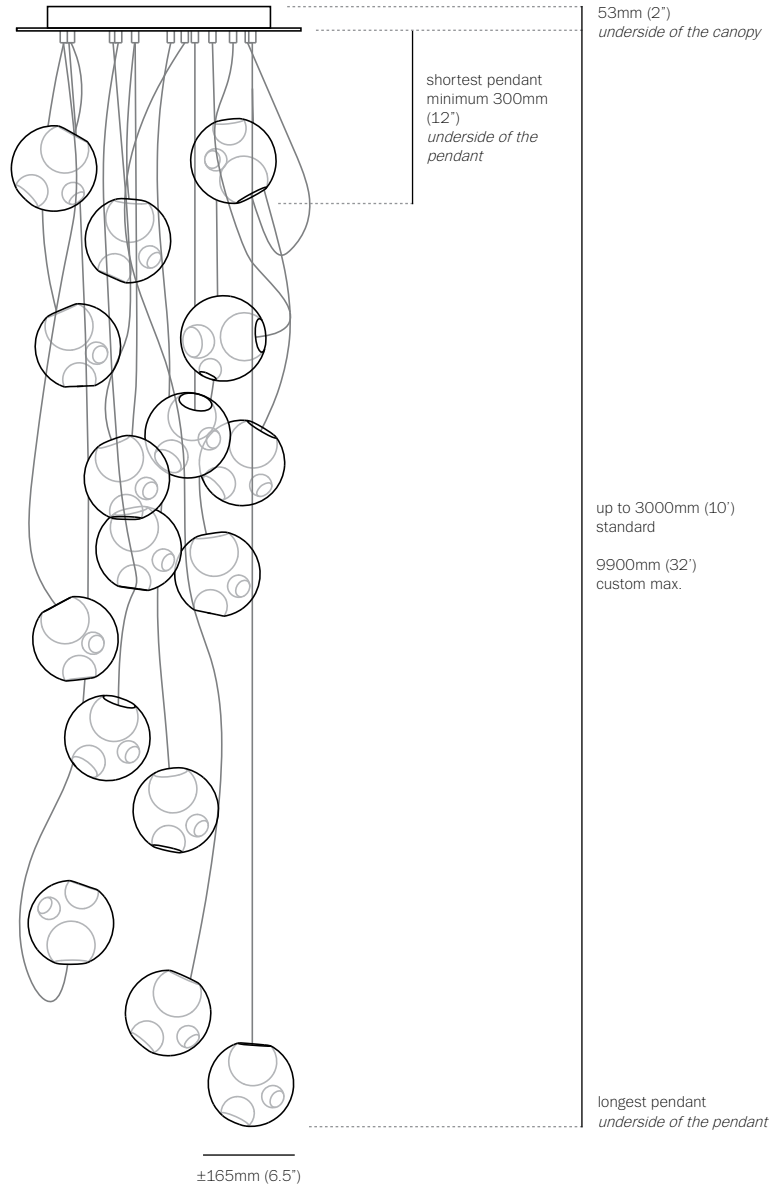 53mm (2”)
underside of the canopy
shortest pendant
minimum 300mm
(12”)
underside of the
pendant
up to 3000mm (10’)
standard
9900mm (32’)
custom max.
longest pendant
underside of the pendant
±165mm (6.5”)